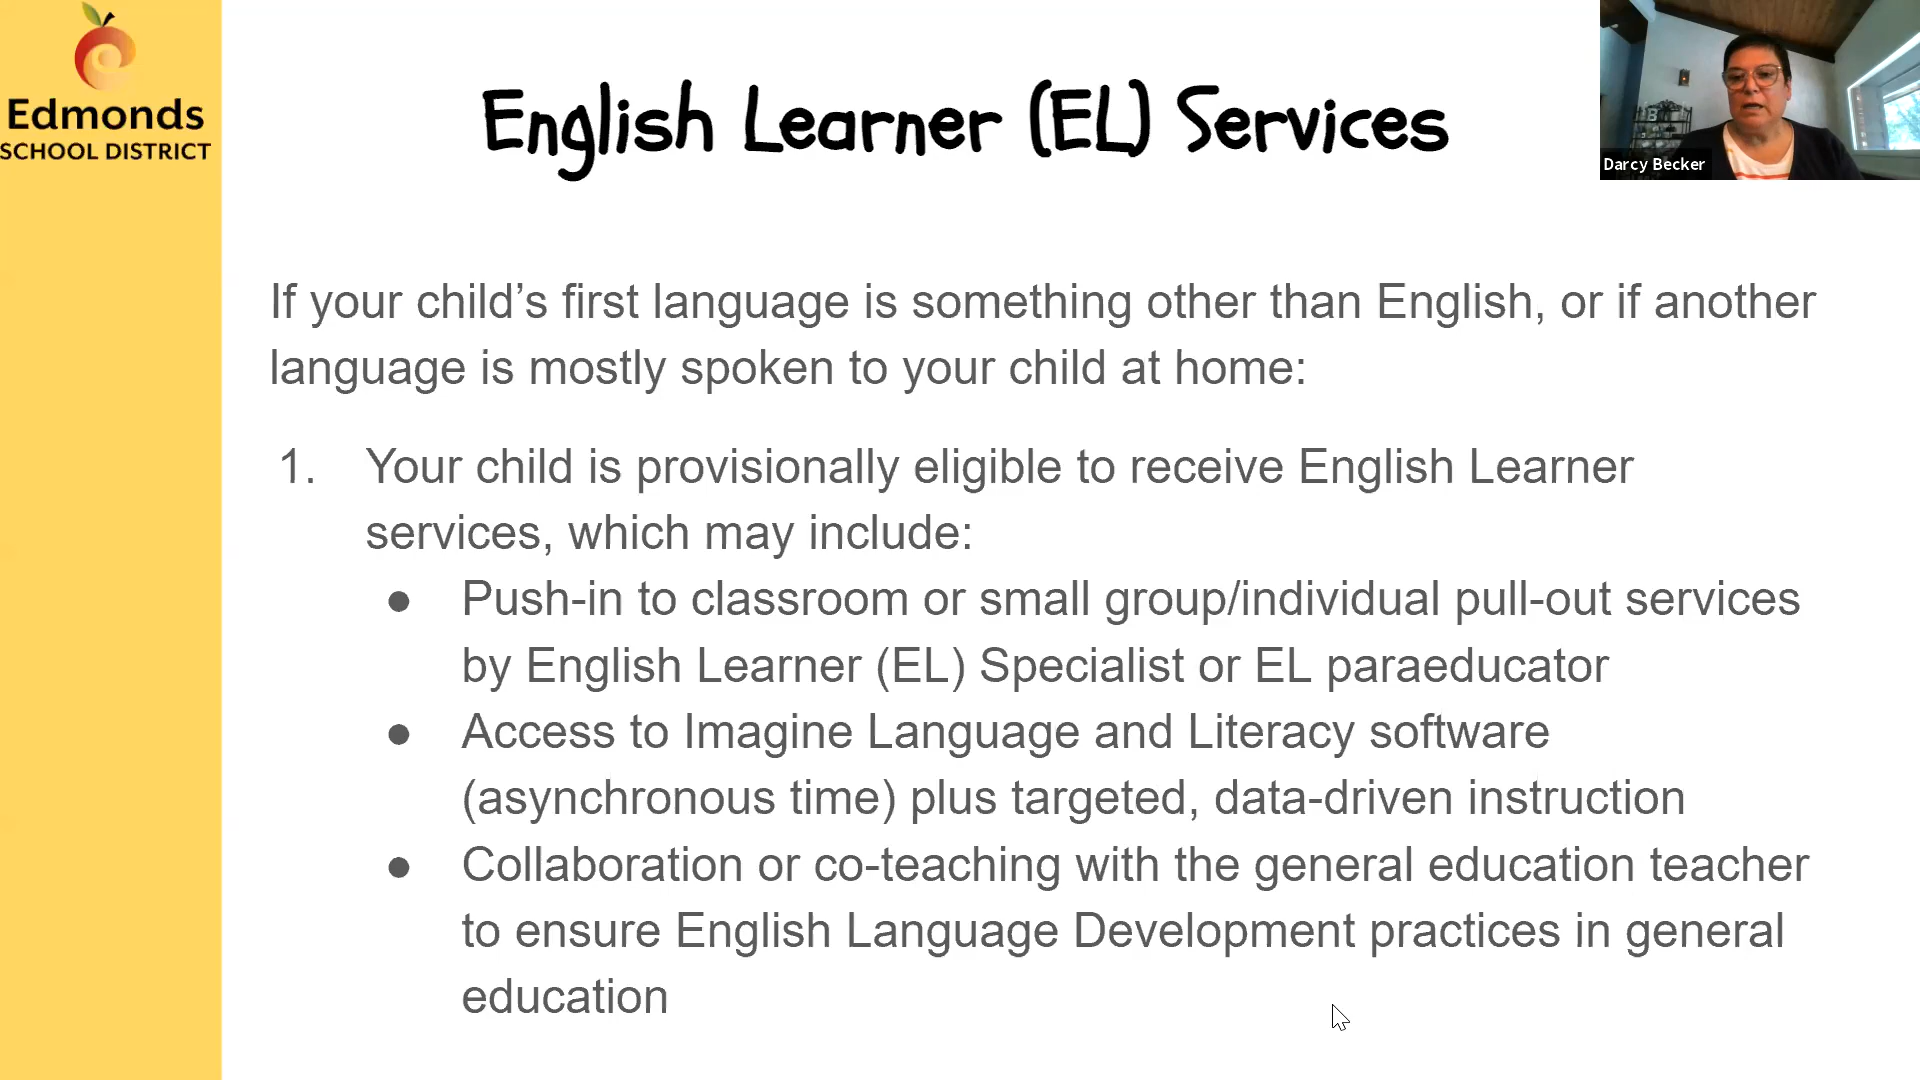 Edmonds
SCHOOL DISTRICT
English Learner (EL) Services
Darcy Becker
If your child’s first language is something other than English, or if another
language is mostly spoken to your child at home:
1. Your child is provisionally eligible to receive English Learner
services, which may include:
● Push-in to classroom or small group/individual pull-out services
by English Learner (EL) Specialist or EL paraeducator
● Access to Imagine Language and Literacy software
(asynchronous time) plus targeted, data-driven instruction
● Collaboration or co-teaching with the general education teacher
to ensure English Language Development practices in general
education